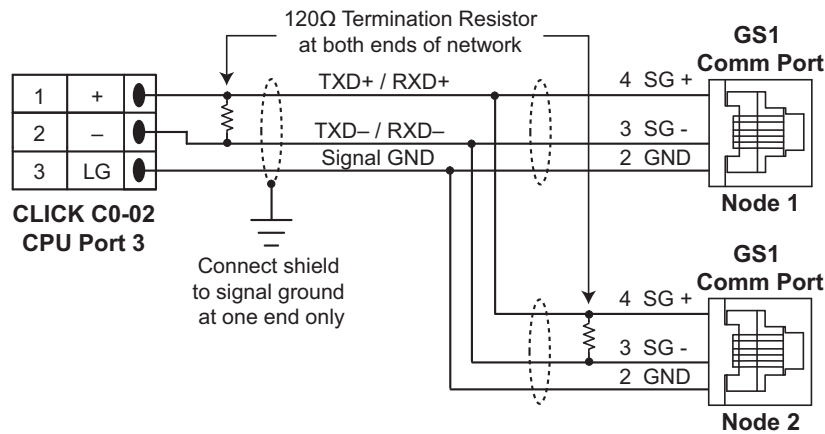 120Ω Termination Resistor
at both ends of network
GS1
Comm Port
1 +
2 –
3 LG
CLICK C0-02
CPU Port 3
TXD+ / RXD+
TXD– / RXD–
Signal GND
4 SG +
3 SG -
2 GND
Node 1
Connect shield
to signal ground
at one end only
GS1
Comm Port
4 SG +
3 SG -
2 GND
Node 2